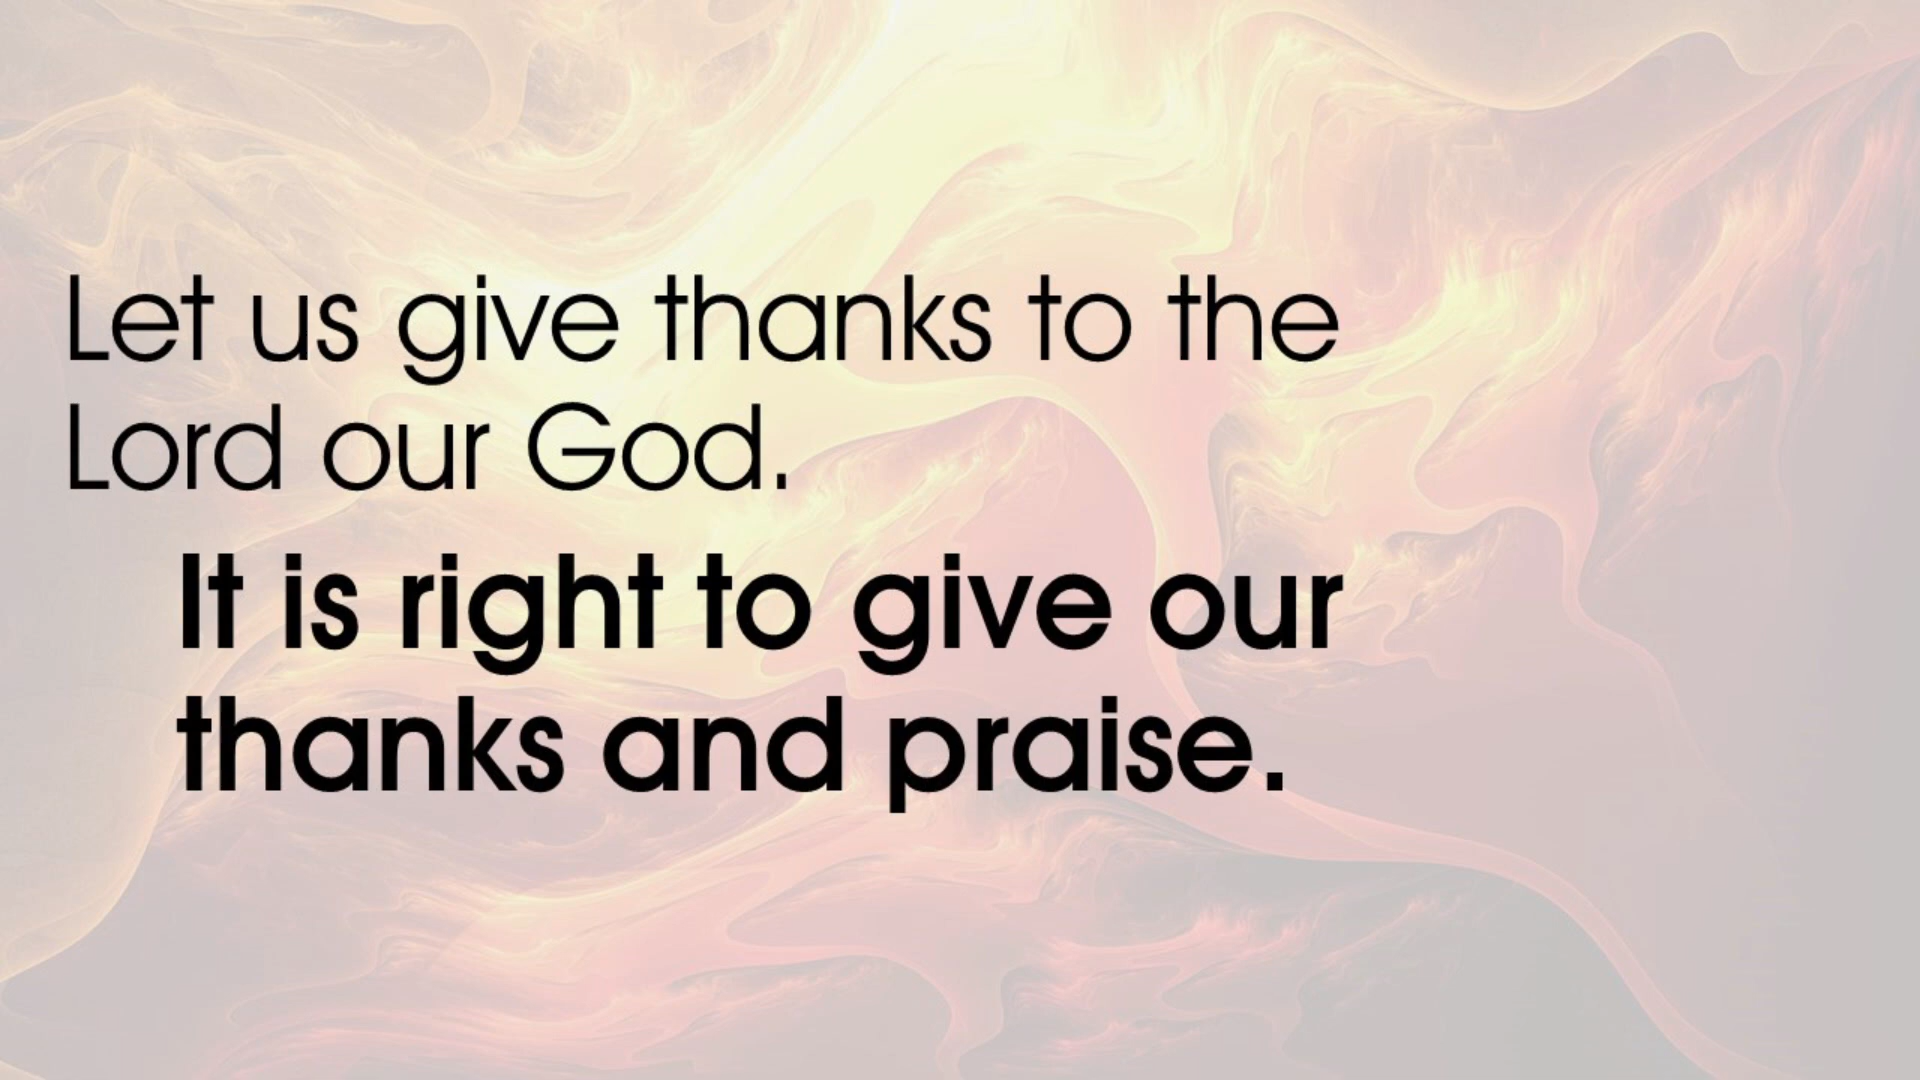 Let us give thanks to the
Lord our God.
It is right to give our
thanks and praise.